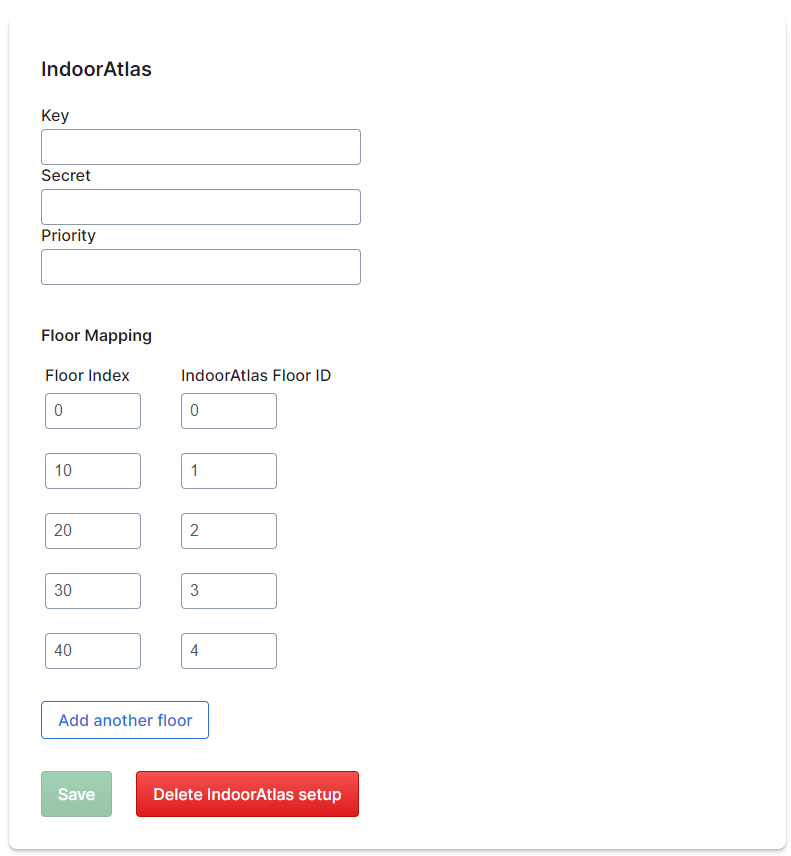 IndoorAtlas
Key
Secret
Priority
Floor Mapping
Floor Index IndoorAtlas Floor ID
0 0
10 1
20 2
30 3
40 4
Add another floor
Save Delete IndoorAtlas setup